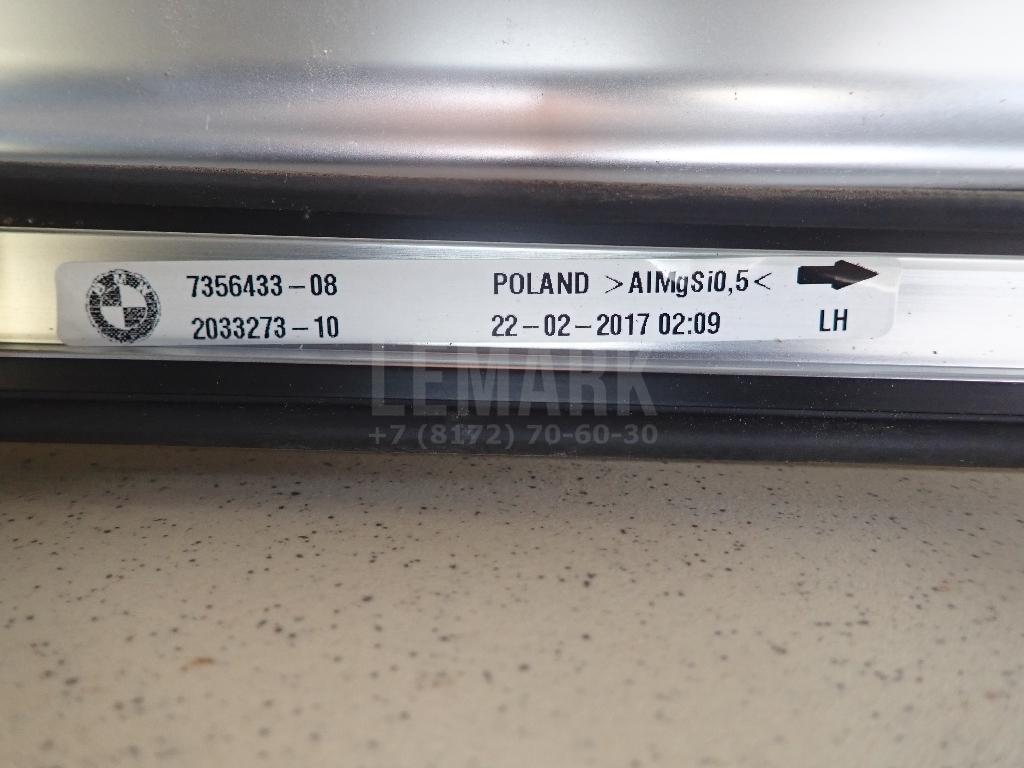 BMW
7356433-08
POLAND >AlMgSi0,5<
2033273-10
22-02-2017 02:09
LH
LEMARK
+7 (8172) 70-60-30